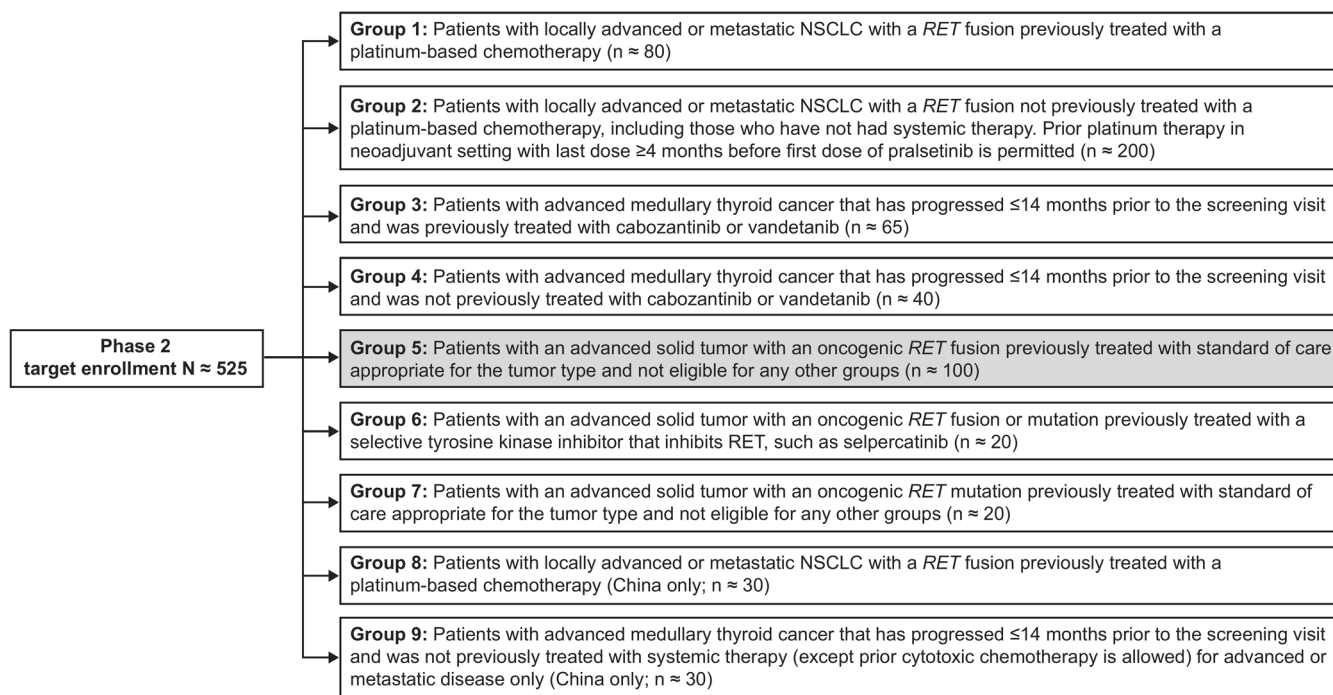 Group 1: Patients with locally advanced or metastatic NSCLC with a RET fusion previously treated with a
platinum-based chemotherapy (n ≈ 80)
Group 2: Patients with locally advanced or metastatic NSCLC with a RET fusion not previously treated with a
platinum-based chemotherapy, including those who have not had systemic therapy. Prior platinum therapy in
neoadjuvant setting with last dose ≥4 months before first dose of pralsetinib is permitted (n ≈ 200)
Group 3: Patients with advanced medullary thyroid cancer that has progressed ≤14 months prior to the screening visit
and was previously treated with cabozantinib or vandetanib (n ≈ 65)
Group 4: Patients with advanced medullary thyroid cancer that has progressed ≤14 months prior to the screening visit
and was not previously treated with cabozantinib or vandetanib (n ≈ 40)
Phase 2
target enrollment N ≈ 525
Group 5: Patients with an advanced solid tumor with an oncogenic RET fusion previously treated with standard of care
appropriate for the tumor type and not eligible for any other groups (n ≈ 100)
Group 6: Patients with an advanced solid tumor with an oncogenic RET fusion or mutation previously treated with a
selective tyrosine kinase inhibitor that inhibits RET, such as selpercatinib (n ≈ 20)
Group 7: Patients with an advanced solid tumor with an oncogenic RET mutation previously treated with standard of
care appropriate for the tumor type and not eligible for any other groups (n ≈ 20)
Group 8: Patients with locally advanced or metastatic NSCLC with a RET fusion previously treated with a
platinum-based chemotherapy (China only; n ≈ 30)
Group 9: Patients with advanced medullary thyroid cancer that has progressed ≤14 months prior to the screening visit
and was not previously treated with systemic therapy (except prior cytotoxic chemotherapy is allowed) for advanced or
metastatic disease only (China only; n ≈ 30)